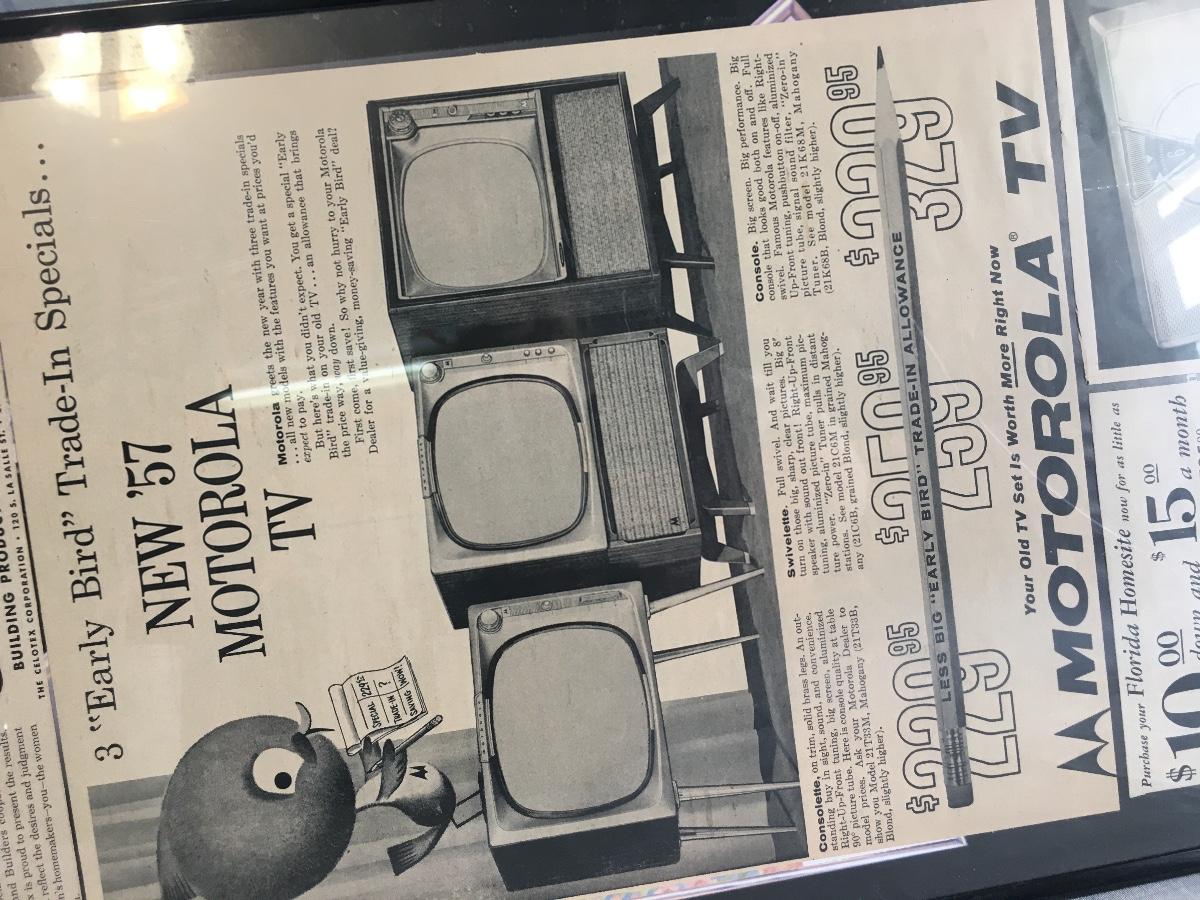 BUILDING PRODU
THE CELOTEX CORPORATION • 120 S. LA SALLE ST.
and Builders coope
is proud to present the results,
reflect the desires and judgment
homemakers—you—the women
3 "Early Bird" Trade-In Specials...
NEW '57
MOTOROLA
TV
Motorola greets the new year with three trade-in specials
... all new models with the features you want at prices you'd
expect to pay.
But here's what you didn't expect. You get a special "Early
Bird" trade-in on your old TV... an allowance that brings
the price way, way down.
First come, first save! So why not hurry to your Motorola
Dealer for a value-giving, money-saving "Early Bird" deal?
SPECIAL
TRADE-IN ?
SAVING WOW!
Consolette, on trim, solid brass legs. An out-
standing buy in sight, sound, and convenience.
Right-Up-Front tuning, big screen, aluminized
90° picture tube. Here is console quality at table
model prices. Ask your Motorola Dealer to
show you Model 21T33M, Mahogany (21T33B,
Blond, slightly higher).
Swivelette. Full swivel. And wait till you
turn on those big, sharp, clear pictures. Big 8"
speaker with sound out front! Right-Up-Front
tuning, aluminized picture tube, maximum pic-
ture power. "Zero-in" Tuner pulls in distant
stations. See model 21C6M in grained Mahog-
any (21C6B, grained Blond, slightly higher).
Console. Big screen. Big performance. Big
console that looks good both on and off. Full
swivel. Famous Motorola features like Right-
Up-Front tuning, pushbutton on-off, aluminized
picture tube, signal sound filter, "Zero-in"
Tuner. See model 21K68M, Mahogany
(21K68B, Blond, slightly higher).
$229 95
$259 95
$329 95
LESS BIG "EARLY BIRD" TRADE-IN ALLOWANCE
Your Old TV Set Is Worth More Right Now
MOTOROLA® TV
Purchase your Florida Homesite now for as little as
$10 00 down and $15 00 a month